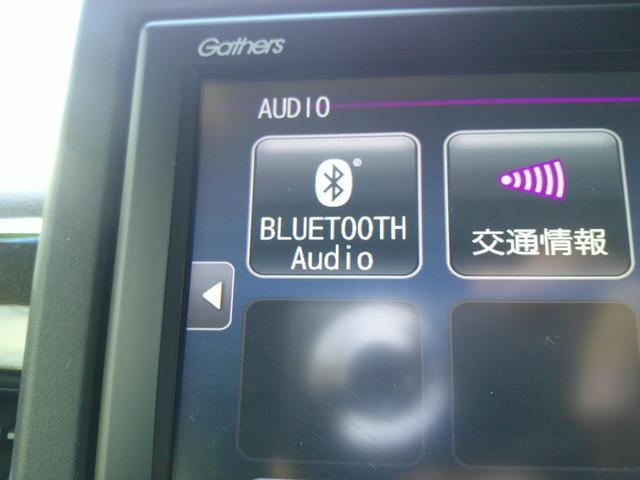 Gathers
AUDIO
BLUETOOTH
Audio
交通情報